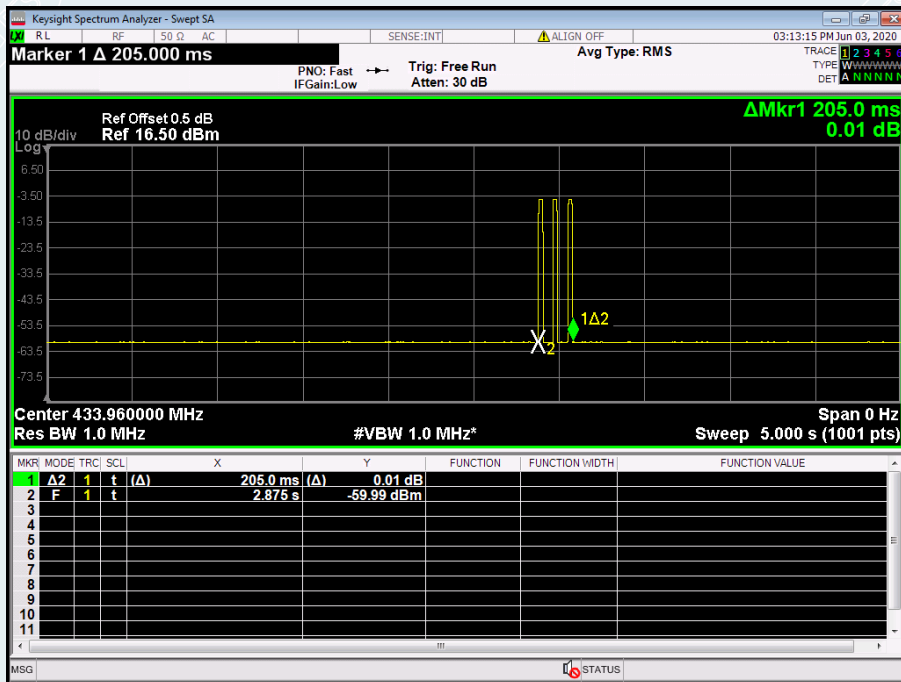 Keysight Spectrum Analyzer - Swept SA
LXI RL RF 50 Ω AC SENSE:INT ALIGN OFF 03:13:15 PM Jun 03, 2020
Marker 1 Δ 205.000 ms
PNO: Fast
IFGain:Low
Trig: Free Run
Atten: 30 dB
Avg Type: RMS
TRACE 1 2 3 4 5 6
TYPE WWWWWW
DET A N N N N N
ΔMkr1 205.0 ms
0.01 dB
Ref Offset 0.5 dB
10 dB/div Ref 16.50 dBm
Log
6.50
-3.50
-13.5
-23.5
-33.5
-43.5
-53.5
-63.5
-73.5
1Δ2
2
Center 433.960000 MHz Span 0 Hz
Res BW 1.0 MHz #VBW 1.0 MHz* Sweep 5.000 s (1001 pts)
MKR MODE TRC SCL X Y FUNCTION FUNCTION WIDTH FUNCTION VALUE
1 Δ2 1 t (Δ) 205.0 ms (Δ) 0.01 dB
2 F 1 t 2.875 s -59.99 dBm
3
4
5
6
7
8
9
10
11
MSG STATUS